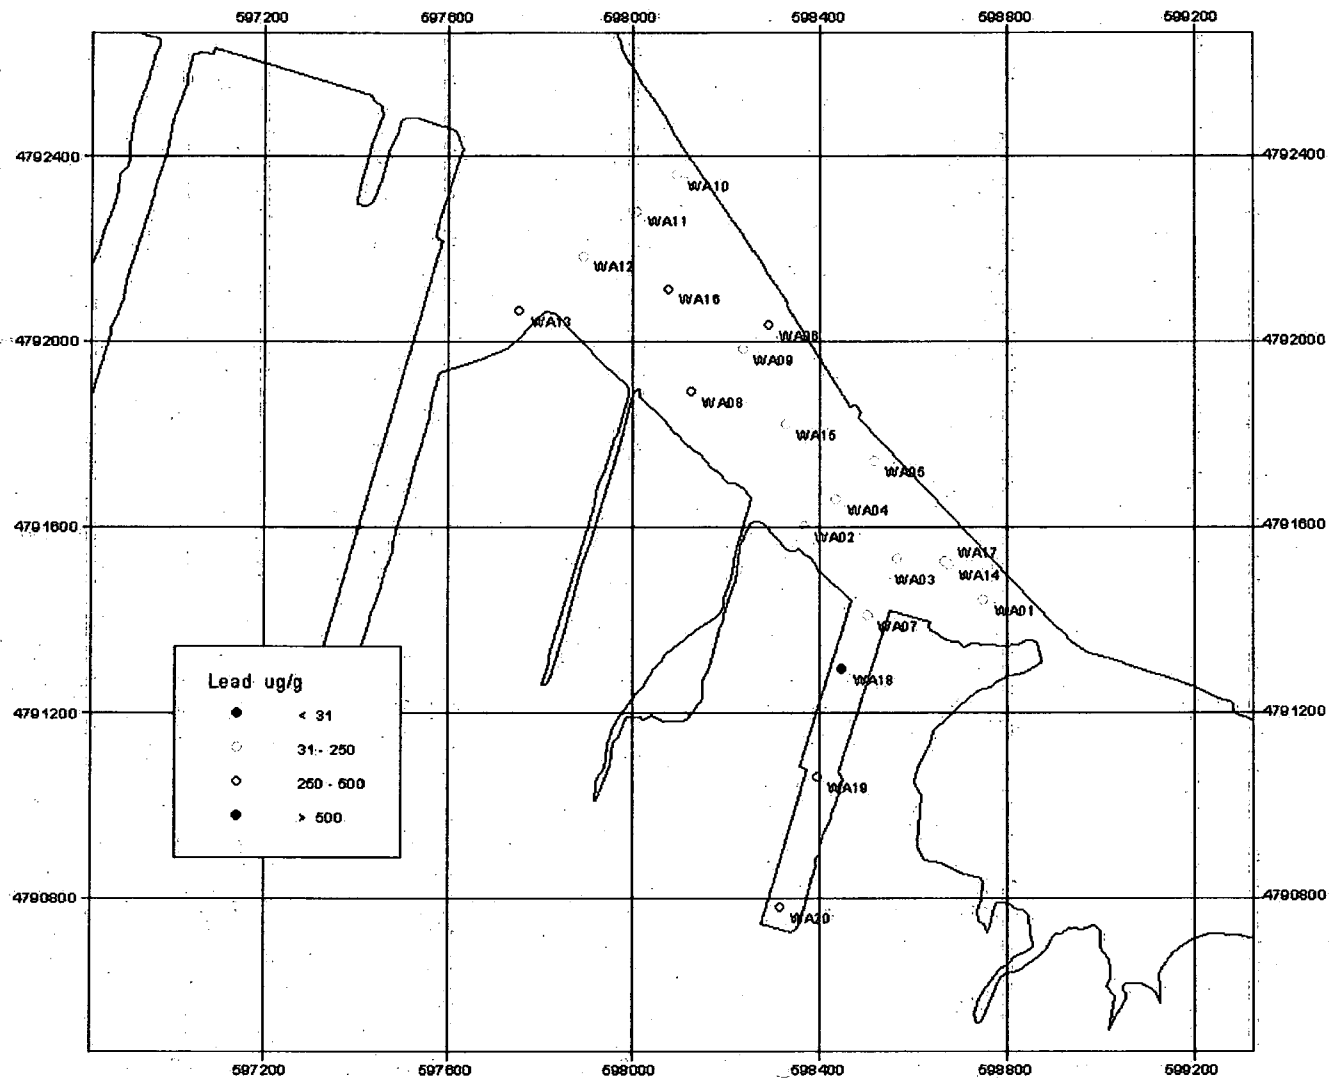 597200 597600 598000 598400 598800 599200
4792400 4792400
WA10
WA11
WA12
WA16
WA13
WA06
4792000 4792000
WA09
WA08
WA15
WA05
WA04
4791600 4791600
WA02
WA17
WA14
WA03
WA01
WA07
Lead ug/g
WA18
< 31
4791200 4791200
31 - 250
250 - 500
WA19
> 500
4790800 4790800
WA20
597200 597600 598000 598400 598800 599200